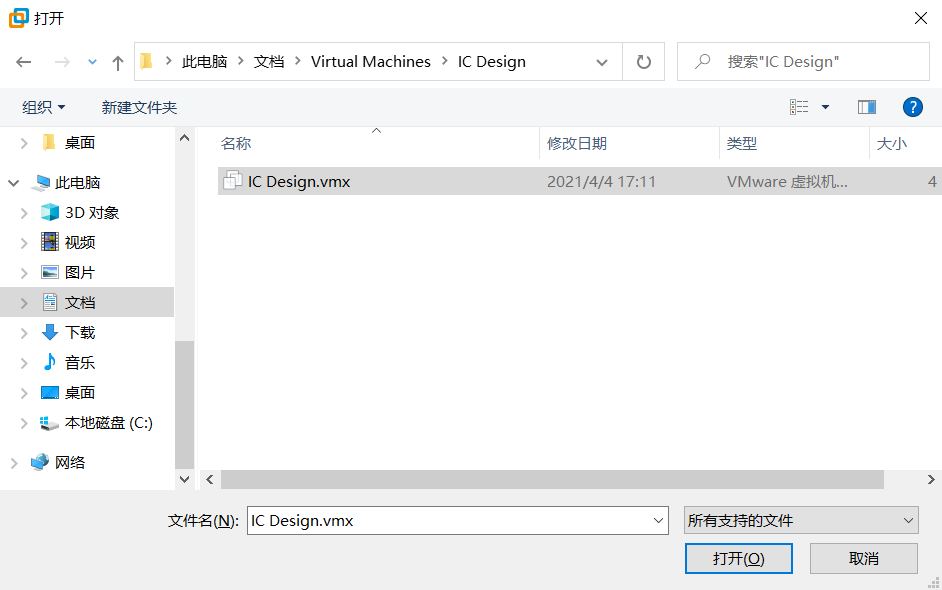 打开
此电脑 文档 Virtual Machines IC Design 搜索"IC Design"
组织 新建文件夹 ?
桌面
此电脑
3D 对象
视频
图片
文档
下载
音乐
桌面
本地磁盘 (C:)
网络
名称 修改日期 类型 大小
IC Design.vmx 2021/4/4 17:11 VMware 虚拟机... 4
文件名(N): IC Design.vmx 所有支持的文件
打开(O) 取消